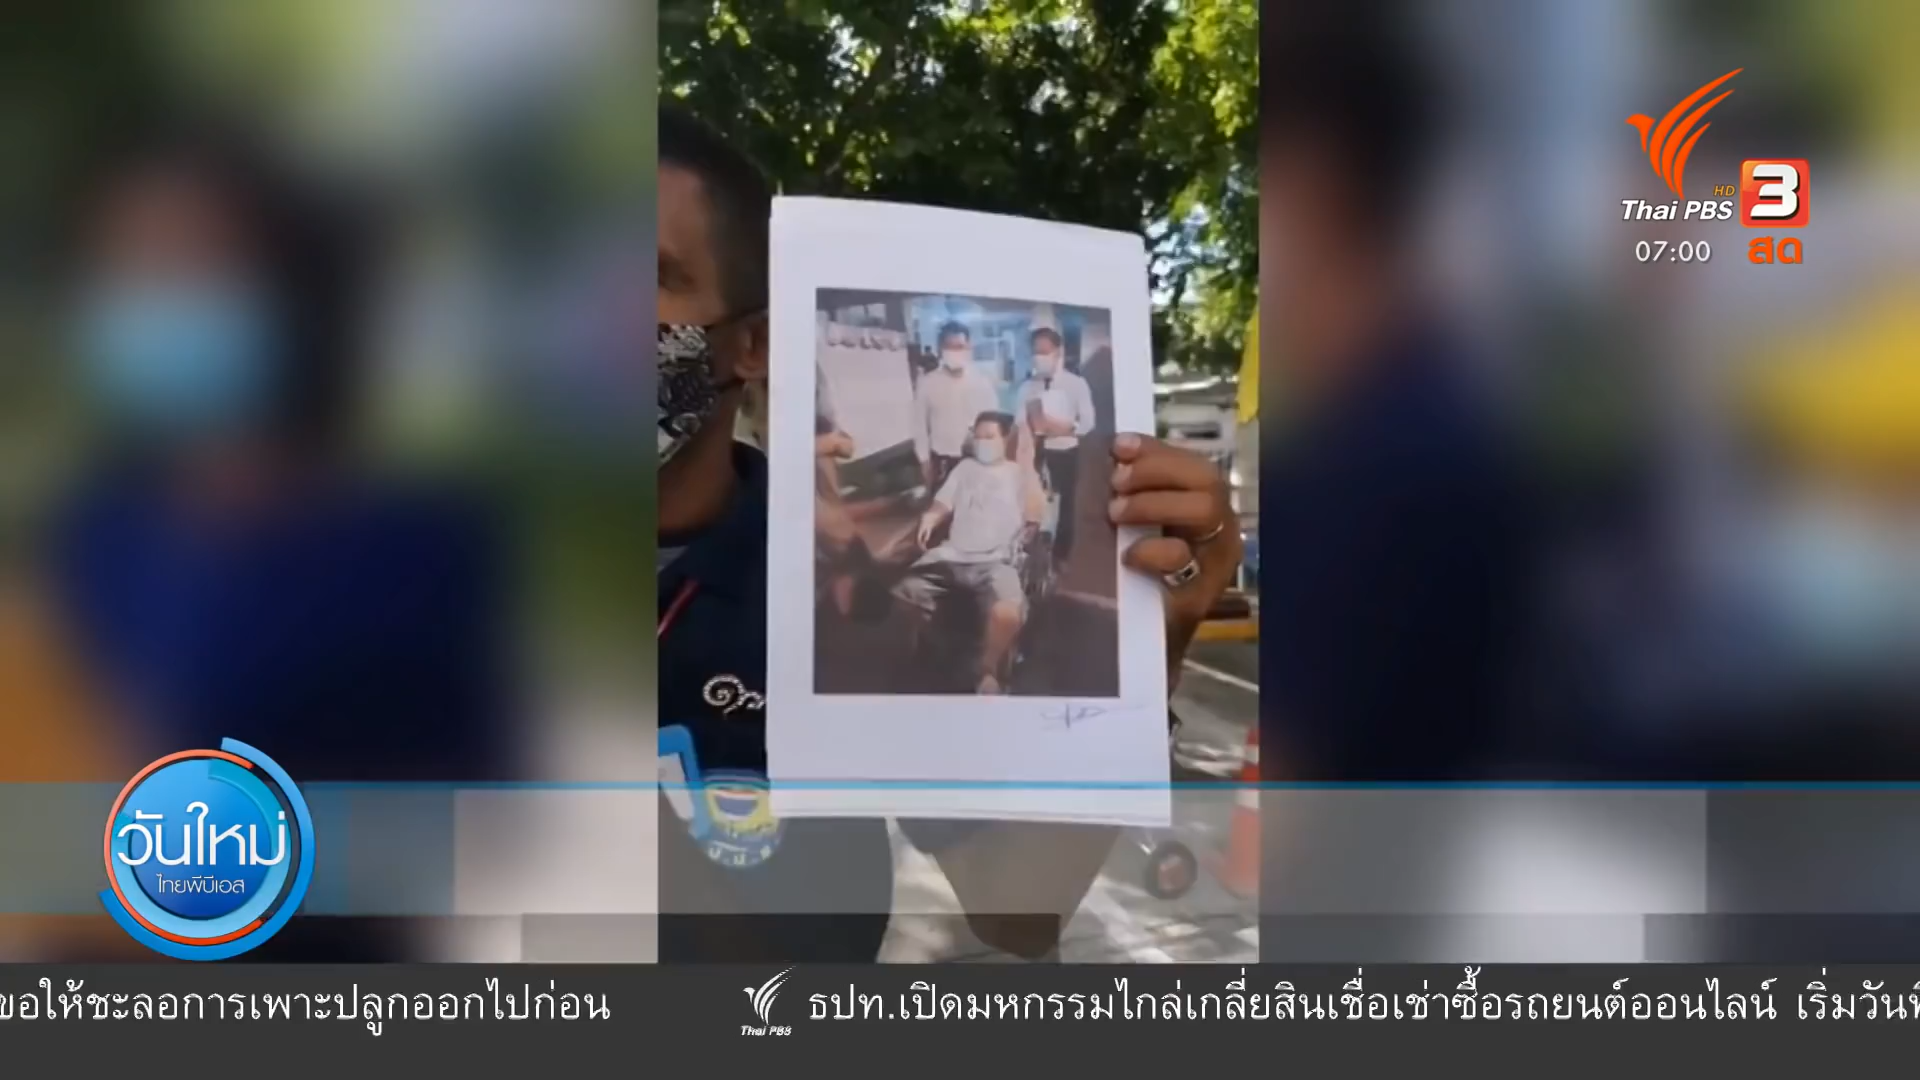 HD
Thai PBS 3
07:00 สด
วันใหม่
ไทยพีบีเอส
ขอให้ชะลอการเพาะปลูกออกไปก่อน
Thai PBS
ธปท.เปิดมหกรรมไกล่เกลี่ยสินเชื่อเช่าซื้อรถยนต์ออนไลน์ เริ่มวันที่